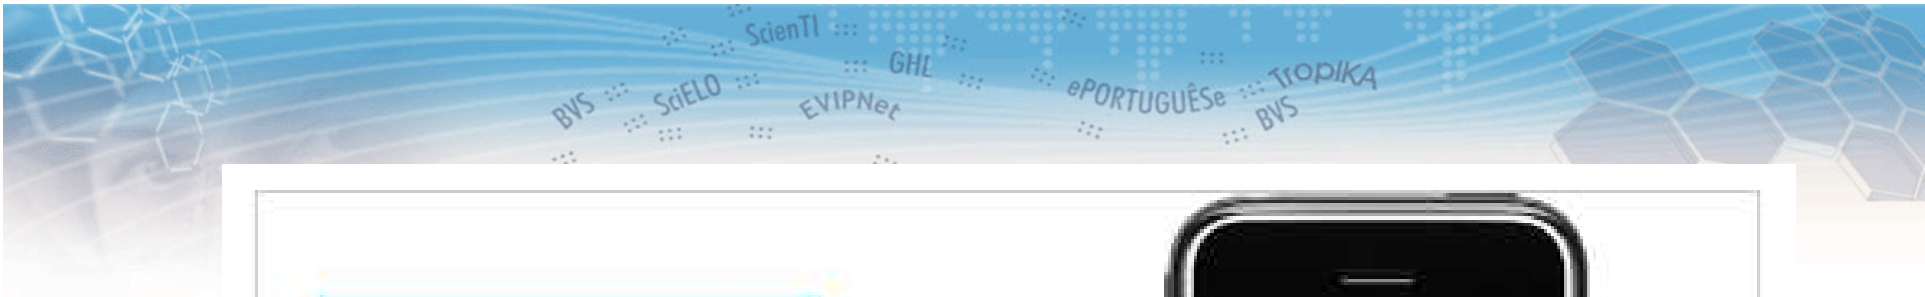 ScienTI
GHL
BVS
SciELO
EVIPNet
ePORTUGUÊSe
TropIKA
BVS